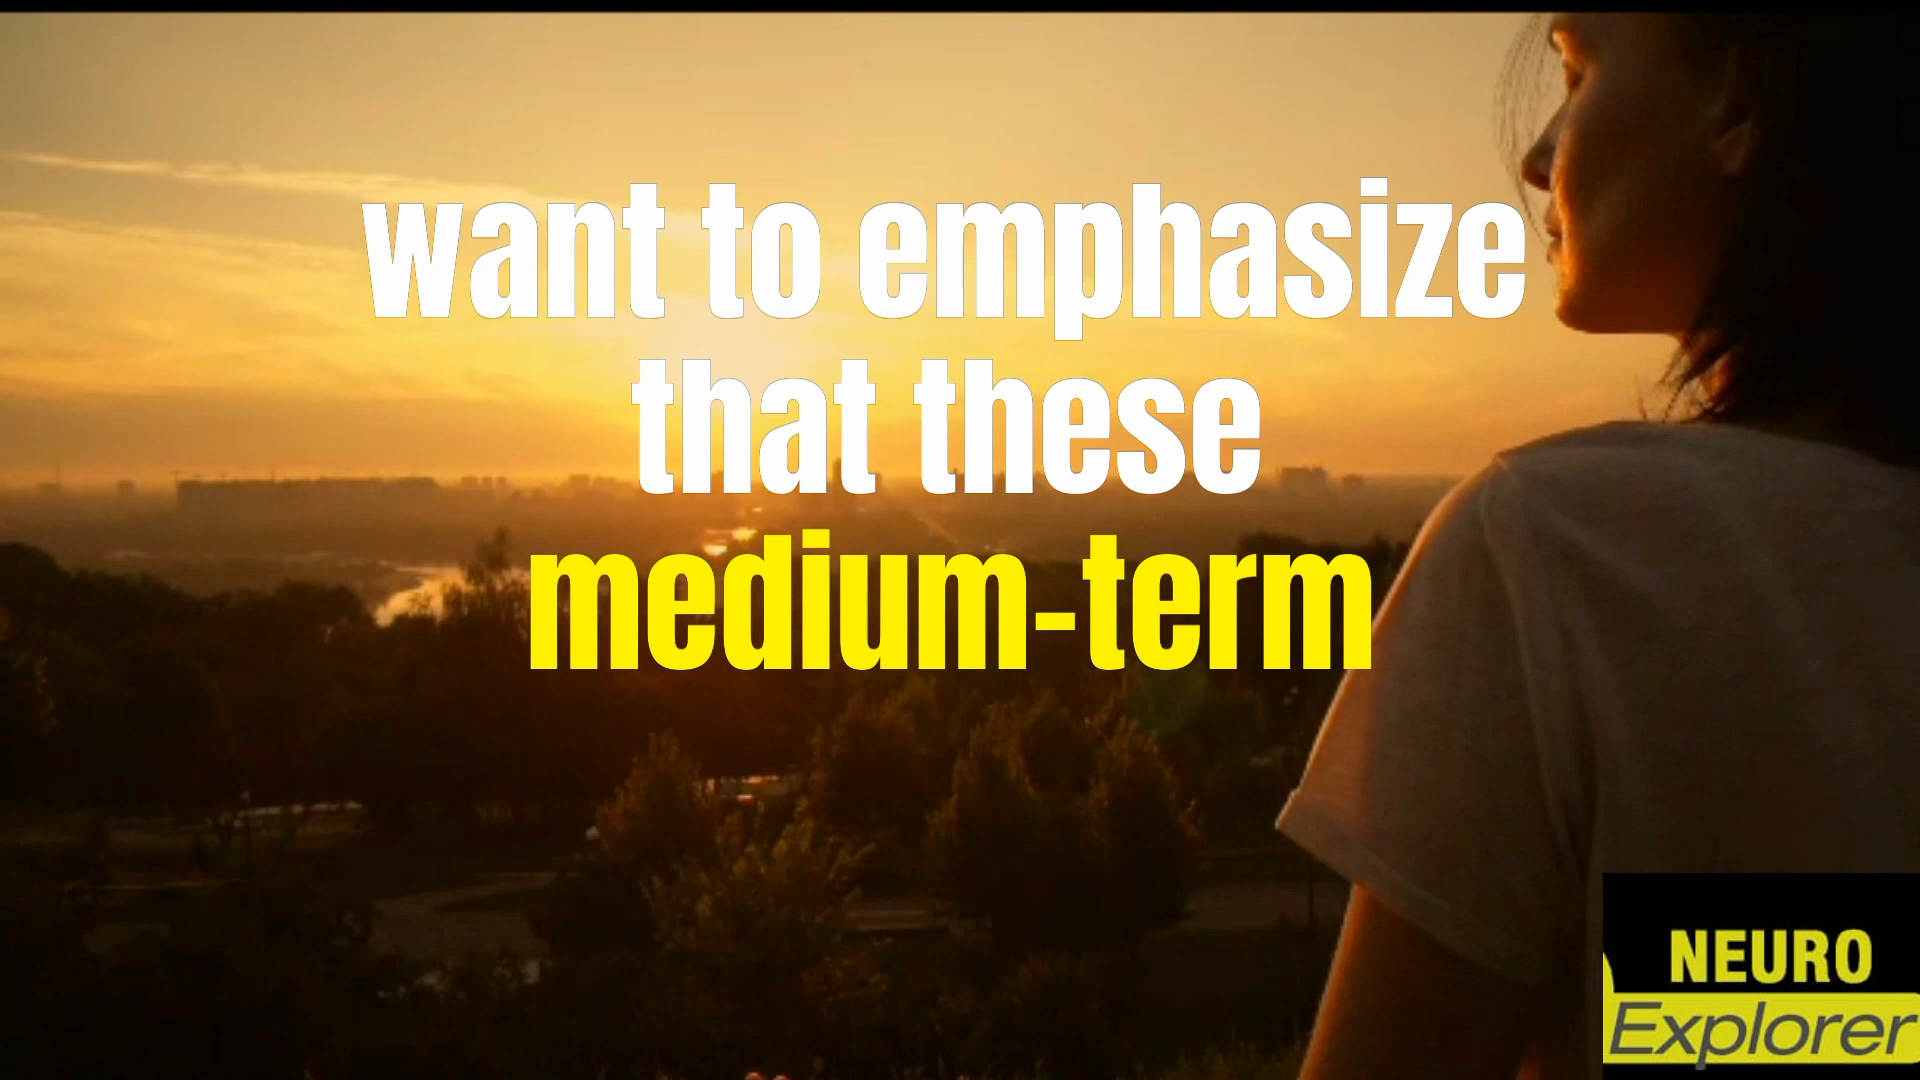 want to emphasize
that these
medium-term
NEURO
Explorer